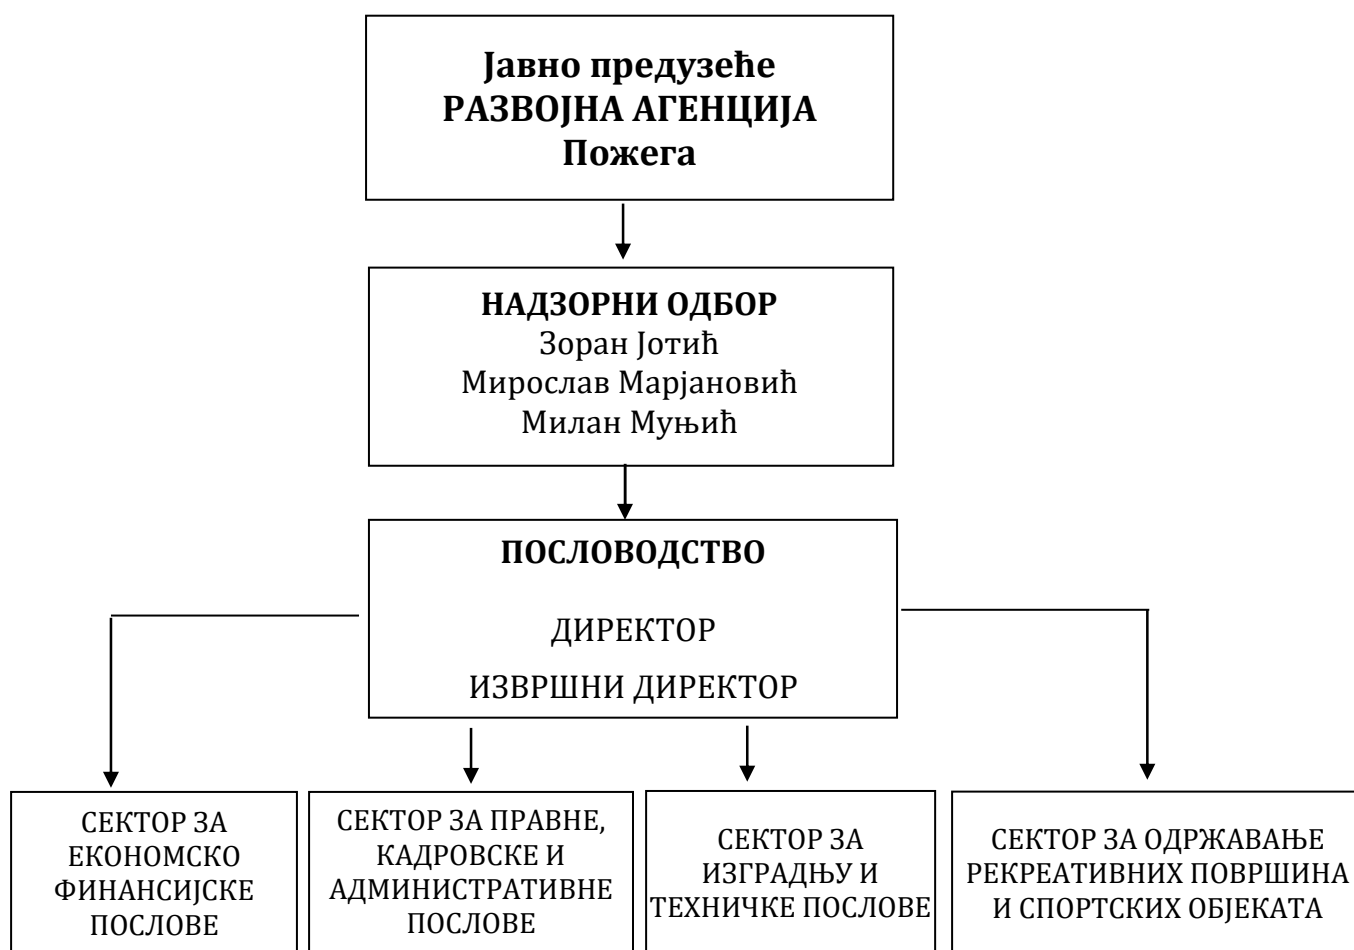 Јавно предузеће
РАЗВОЈНА АГЕНЦИЈА
Пожега
НАДЗОРНИ ОДБОР
Зоран Јотић
Мирослав Марјановић
Милан Муњић
ПОСЛОВОДСТВО
ДИРЕКТОР
ИЗВРШНИ ДИРЕКТОР
СЕКТОР ЗА
ЕКОНОМСКО
ФИНАНСИЈСКЕ
ПОСЛОВЕ
СЕКТОР ЗА ПРАВНЕ,
КАДРОВСКЕ И
АДМИНИСТРАТИВНЕ
ПОСЛОВЕ
СЕКТОР ЗА
ИЗГРАДЊУ И
ТЕХНИЧКЕ ПОСЛОВЕ
СЕКТОР ЗА ОДРЖАВАЊЕ
РЕКРЕАТИВНИХ ПОВРШИНА
И СПОРТСКИХ ОБЈЕКАТА